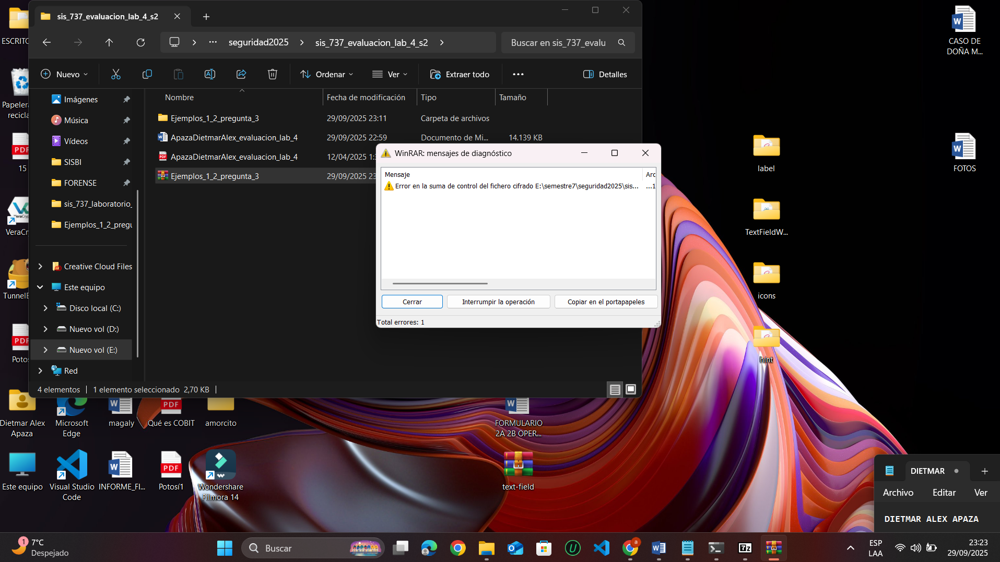 sis_737_evaluacion_lab_4_s2
seguridad2025
sis_737_evaluacion_lab_4_s2
Buscar en sis_737_evalu
Nuevo
Ordenar
Ver
Extraer todo
Detalles
Nombre
Fecha de modificación
Tipo
Tamaño
Imágenes
Música
Vídeos
SISBI
FORENSE
sis_737_laboratorio_
Ejemplos_1_2_pregu
Creative Cloud Files
Este equipo
Disco local (C:)
Nuevo vol (D:)
Nuevo vol (E:)
Red
Ejemplos_1_2_pregunta_3 29/09/2025 23:11 Carpeta de archivos
ApazaDietmarAlex_evaluacion_lab_4 29/09/2025 22:59 Documento de Mi... 14.139 KB
ApazaDietmarAlex_evaluacion_lab_4 12/04/2025 1:3
Ejemplos_1_2_pregunta_3 29/09/2025 23
4 elementos
1 elemento seleccionado 2,70 KB
WinRAR: mensajes de diagnóstico
Mensaje
Arc
Error en la suma de control del fichero cifrado E:\semestre7\seguridad2025\sis...
...1
Cerrar
Interrumpir la operación
Copiar en el portapapeles
Total errores: 1
ESCRITO
Papelera
recicla
PDF
15
VeraCr
TunnelB
PDF
Potos
CASO DE
DOÑA M...
FOTOS
label
TextFieldW...
icons
hint
Dietmar Alex
Apaza
Microsoft
Edge
magaly
PDF
Qué es COBIT
amorcito
FORMULARIO
2A 2B OPER...
Este equipo
Visual Studio
Code
INFORME_FI...
PDF
Potosí1
Wondershare
Filmora 14
text-field
DIETMAR
Archivo
Editar
Ver
DIETMAR ALEX APAZA
1
7°C
Despejado
Buscar
7z
ESP
LAA
23:23
29/09/2025